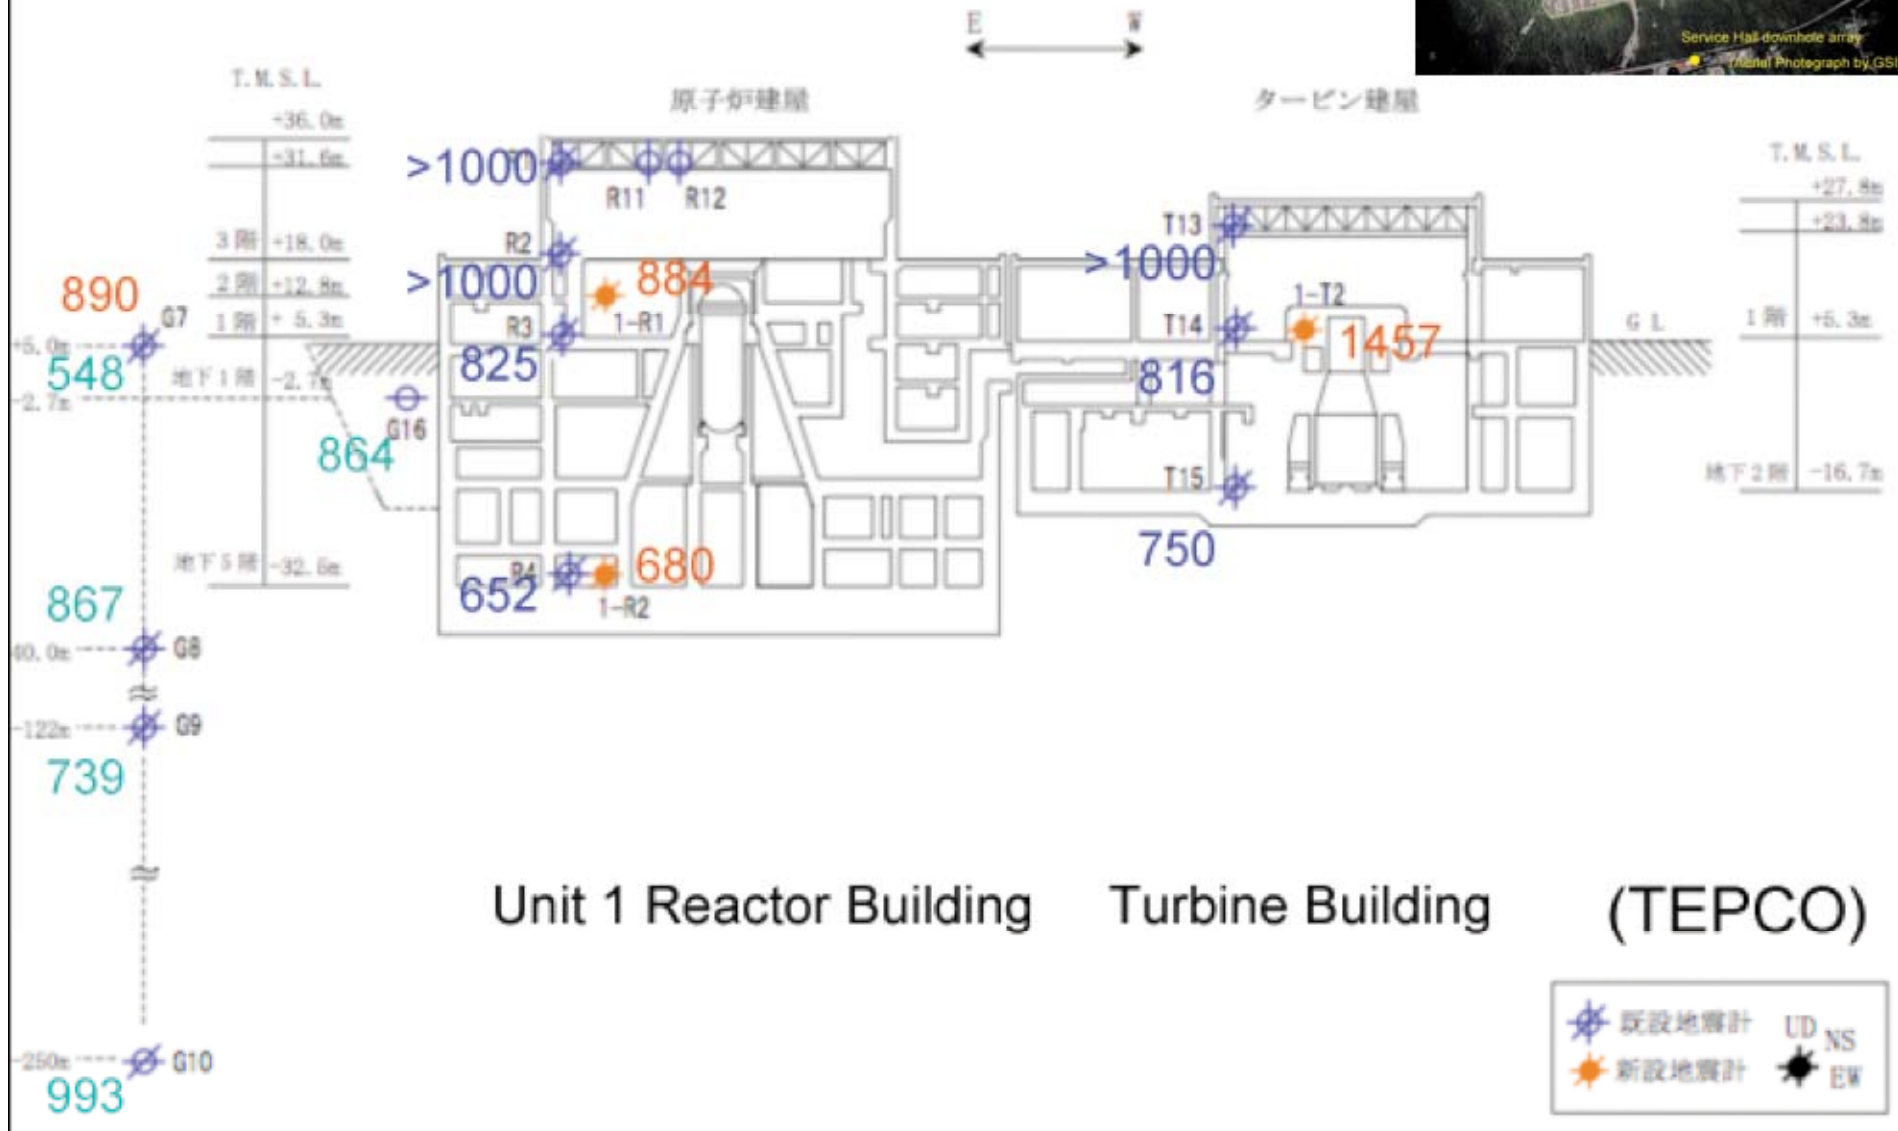 E W
Service Hall downhole array
(Aerial Photograph by GSI
T.M.S.L.
原子炉建屋
タービン建屋
T.M.S.L.
+36.0m
+31.6m
>1000
R11
R12
+27.8m
+23.8m
3階 +18.0m
R2
T13
>1000
>1000
890
2階 +12.8m
884
1-T2
G7
1階 + 5.3m
R3
1-R1
T14
1457
G L
1階 +5.3m
+5.0m
548
825
816
地下1階 -2.7m
-2.7m
G16
864
T15
地下2階 -16.7m
750
地下5階 -32.5m
R4
680
652
1-R2
867
40.0m
G8
-122m
G9
739
Unit 1 Reactor Building
Turbine Building
(TEPCO)
既設地震計
UD
NS
新設地震計
EW
-250m
G10
993